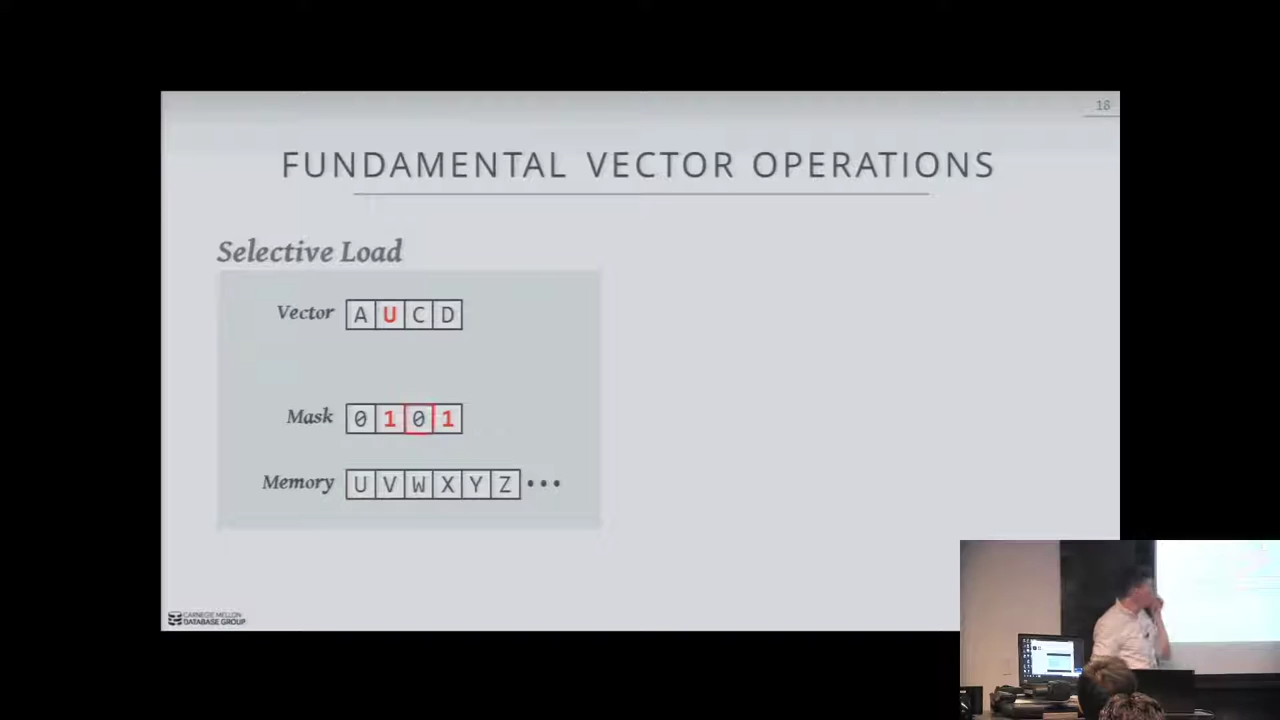 18
FUNDAMENTAL VECTOR OPERATIONS
Selective Load
Vector A U C D
Mask 0 1 0 1
Memory U V W X Y Z •••
CARNEGIE MELLON
DATABASE GROUP